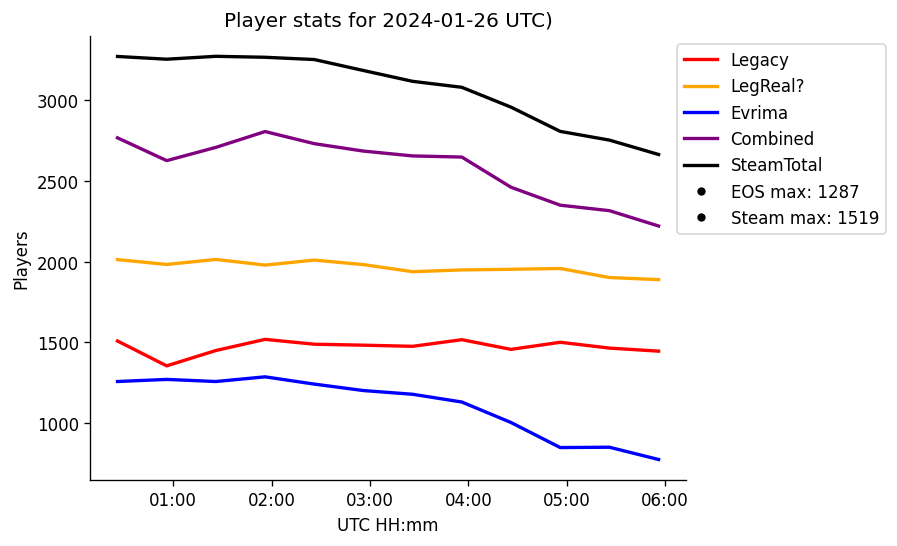 Player stats for 2024-01-26 UTC)
Legacy
LegReal?
Evrima
Combined
SteamTotal
EOS max: 1287
Steam max: 1519
Players
3000
2500
2000
1500
1000
01:00 02:00 03:00 04:00 05:00 06:00
UTC HH:mm